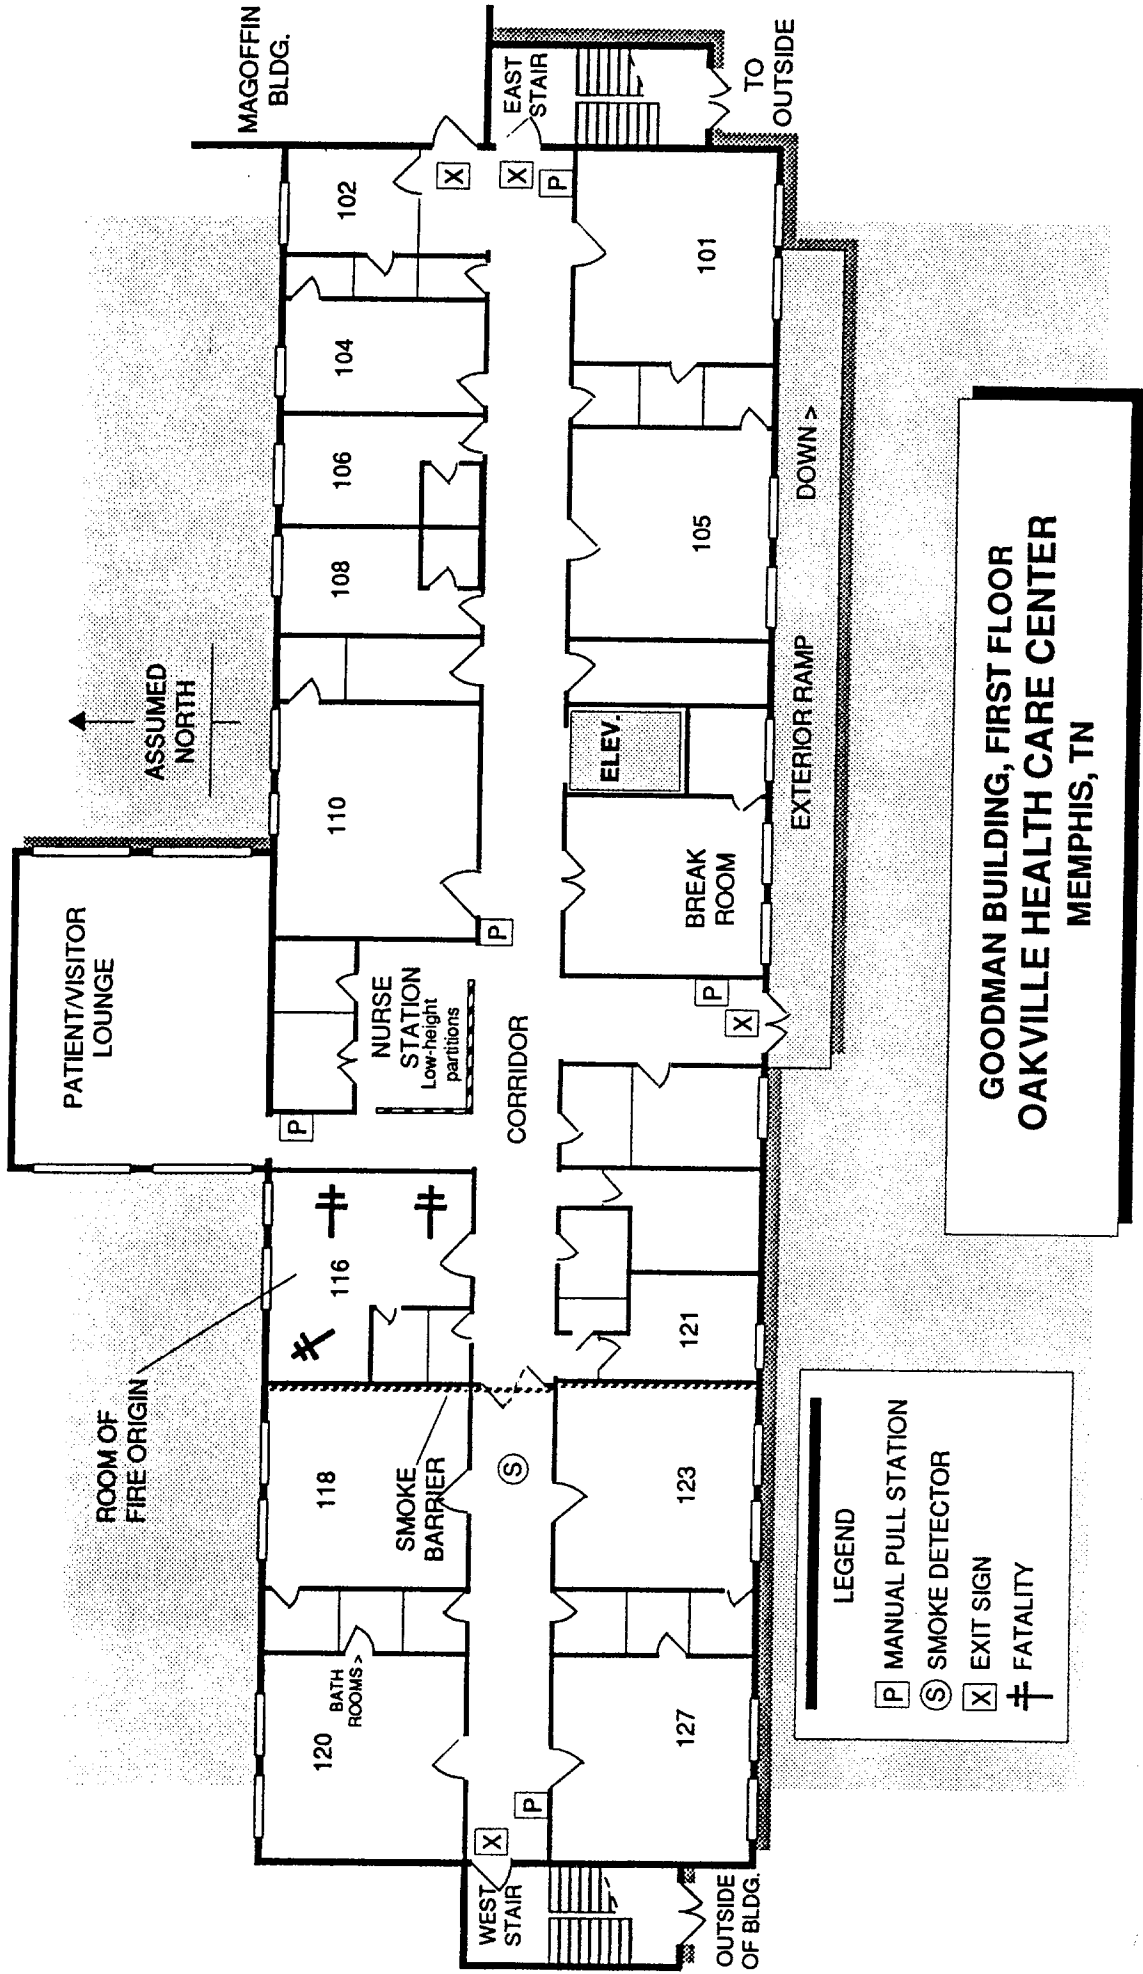 MAGOFFIN
BLDG.
ASSUMED
NORTH
PATIENT/VISITOR
LOUNGE
ROOM OF
FIRE ORIGIN
EAST
STAIR
TO
OUTSIDE
X
X
P
102
104
106
108
110
P
NURSE
STATION
Low-height
partitions
P
116
118
SMOKE
BARRIER
120
BATH
ROOMS >
CORRIDOR
S
P
X
WEST
STAIR
OUTSIDE
OF BLDG.
101
105
ELEV.
BREAK
ROOM
P
X
121
123
127
EXTERIOR RAMP
DOWN >
LEGEND
P MANUAL PULL STATION
S SMOKE DETECTOR
X EXIT SIGN
FATALITY
GOODMAN BUILDING, FIRST FLOOR
OAKVILLE HEALTH CARE CENTER
MEMPHIS, TN